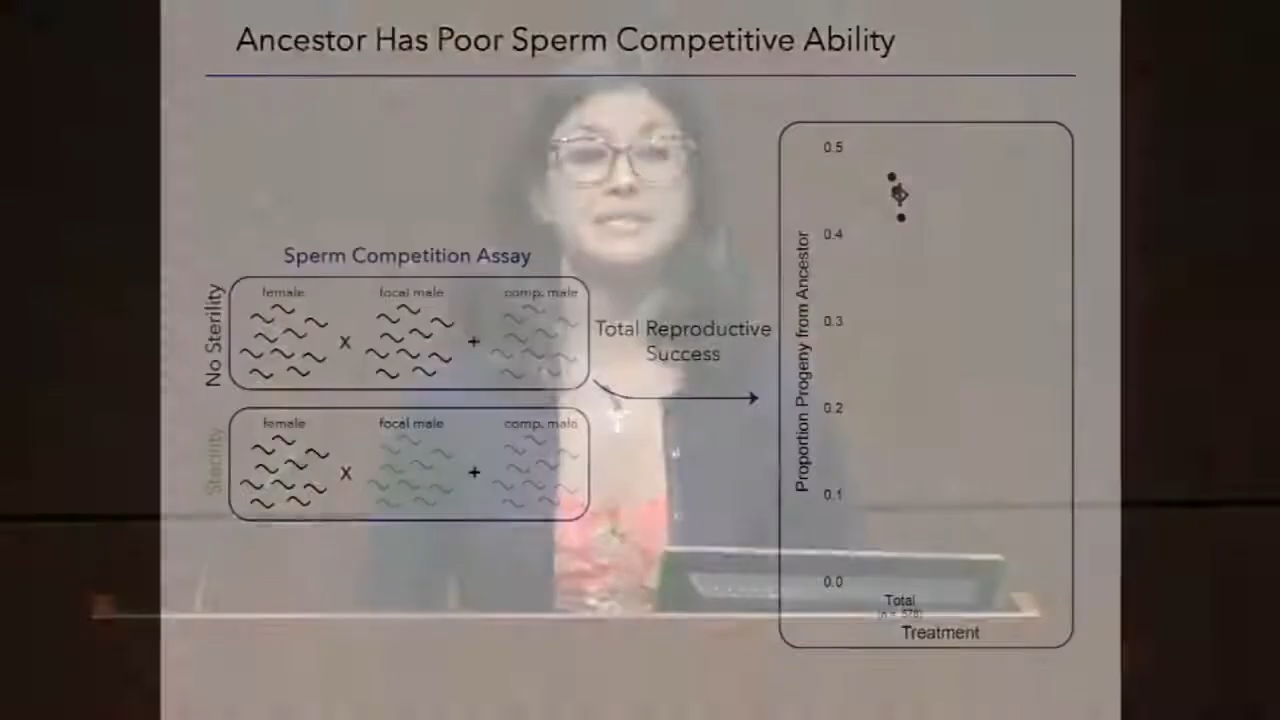 Ancestor Has Poor Sperm Competitive Ability
Sperm Competition Assay
No Sterility
female
focal male
comp. male
x
+
Sterility
female
focal male
comp. male
x
+
Total Reproductive
Success
Proportion Progeny from Ancestor
0.5
0.4
0.3
0.2
0.1
0.0
Total
(n = 578)
Treatment